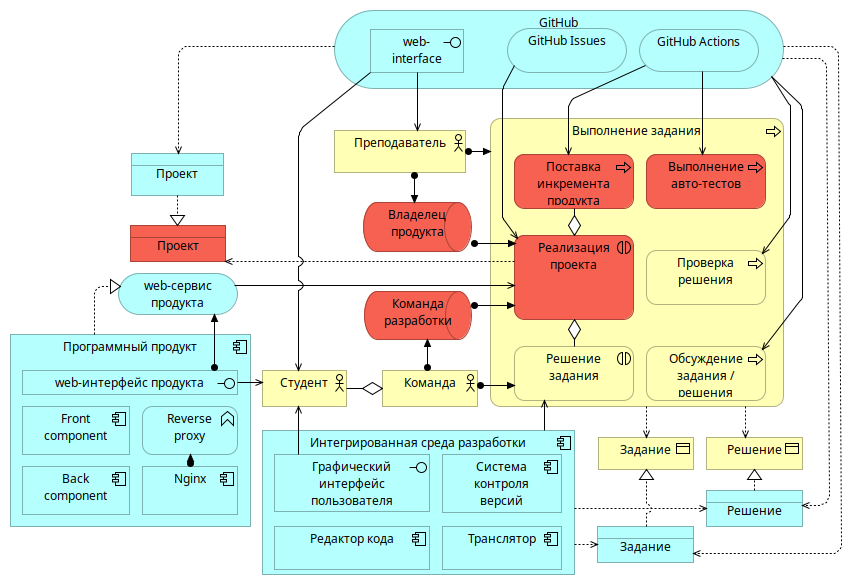 GitHub
web-
interface
GitHub Issues
GitHub Actions
Преподаватель
Выполнение задания
Проект
Поставка
инкремента
продукта
Выполнение
авто-тестов
Владелец
продукта
Проект
Реализация
проекта
Проверка
решения
web-сервис
продукта
Команда
разработки
Программный продукт
web-интерфейс продукта
Студент
Команда
Решение
задания
Обсуждение
задания /
решения
Front
component
Reverse
proxy
Back
component
Nginx
Интегрированная среда разработки
Графический
интерфейс
пользователя
Система
контроля
версий
Редактор кода
Транслятор
Задание
Решение
Решение
Задание